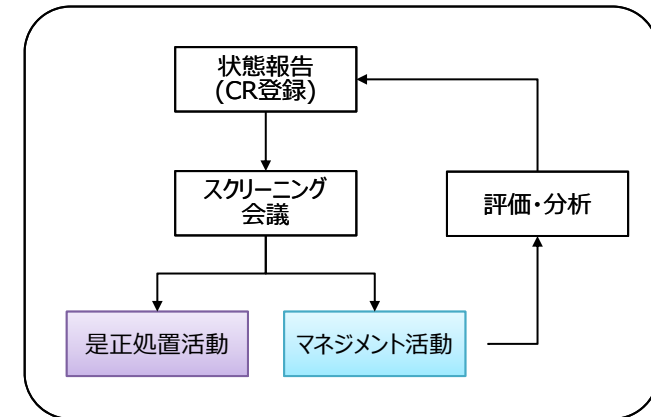 状態報告
(CR登録)
スクリーニング
会議
評価・分析
是正処置活動
マネジメント活動